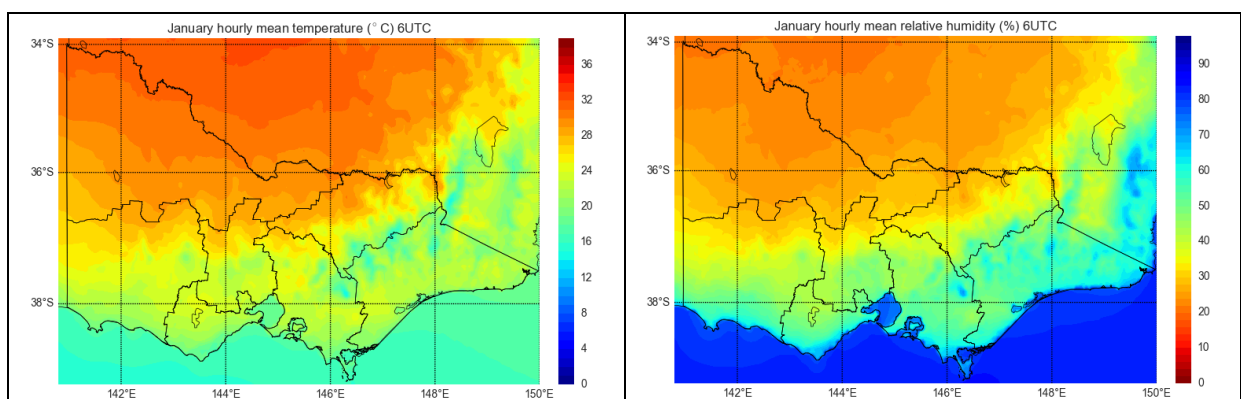 January hourly mean temperature (° C) 6UTC
34°S
36°S
38°S
142°E
144°E
146°E
148°E
150°E
36
32
28
24
20
16
12
8
4
0
January hourly mean relative humidity (%) 6UTC
34°S
36°S
38°S
142°E
144°E
146°E
148°E
150°E
90
80
70
60
50
40
30
20
10
0